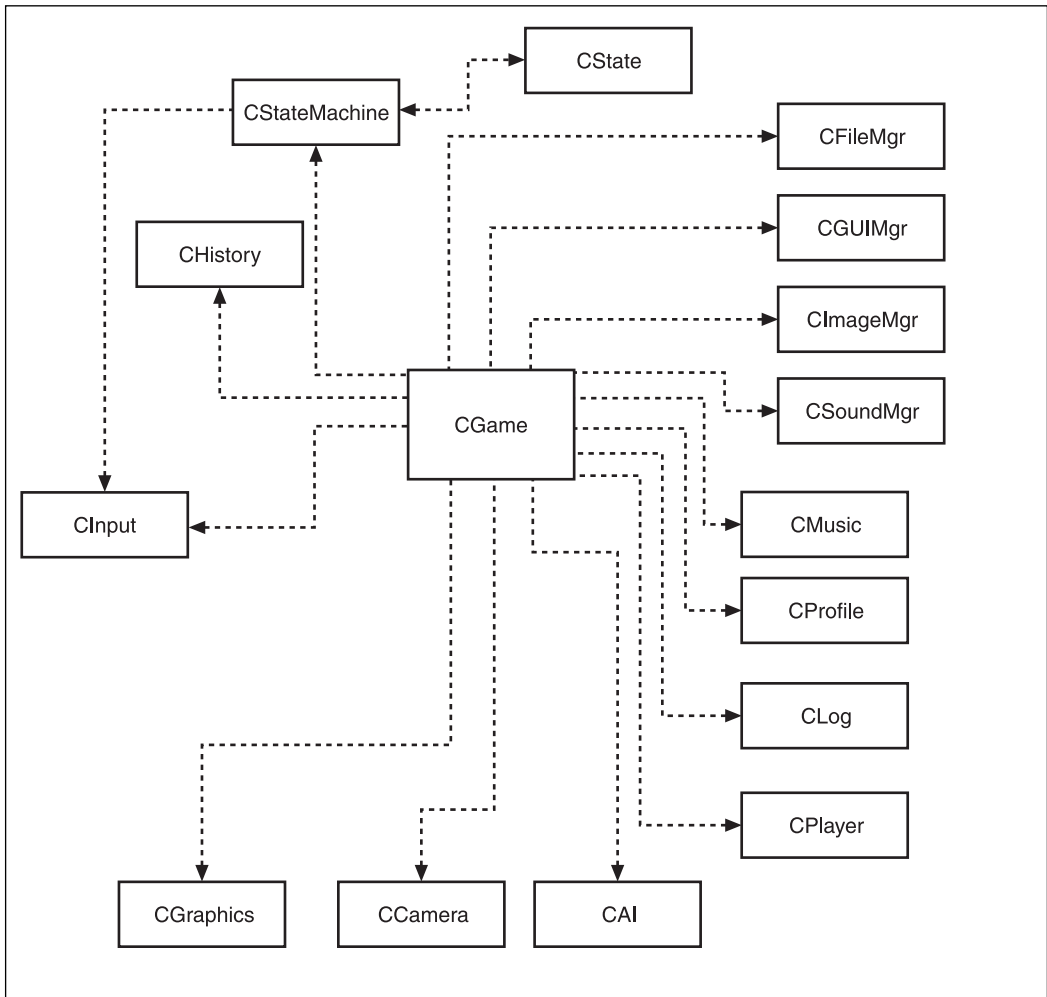 CState
CStateMachine
CFileMgr
CHistory
CGUIMgr
CImageMgr
CSoundMgr
CGame
CInput
CMusic
CProfile
CLog
CPlayer
CGraphics
CCamera
CAI